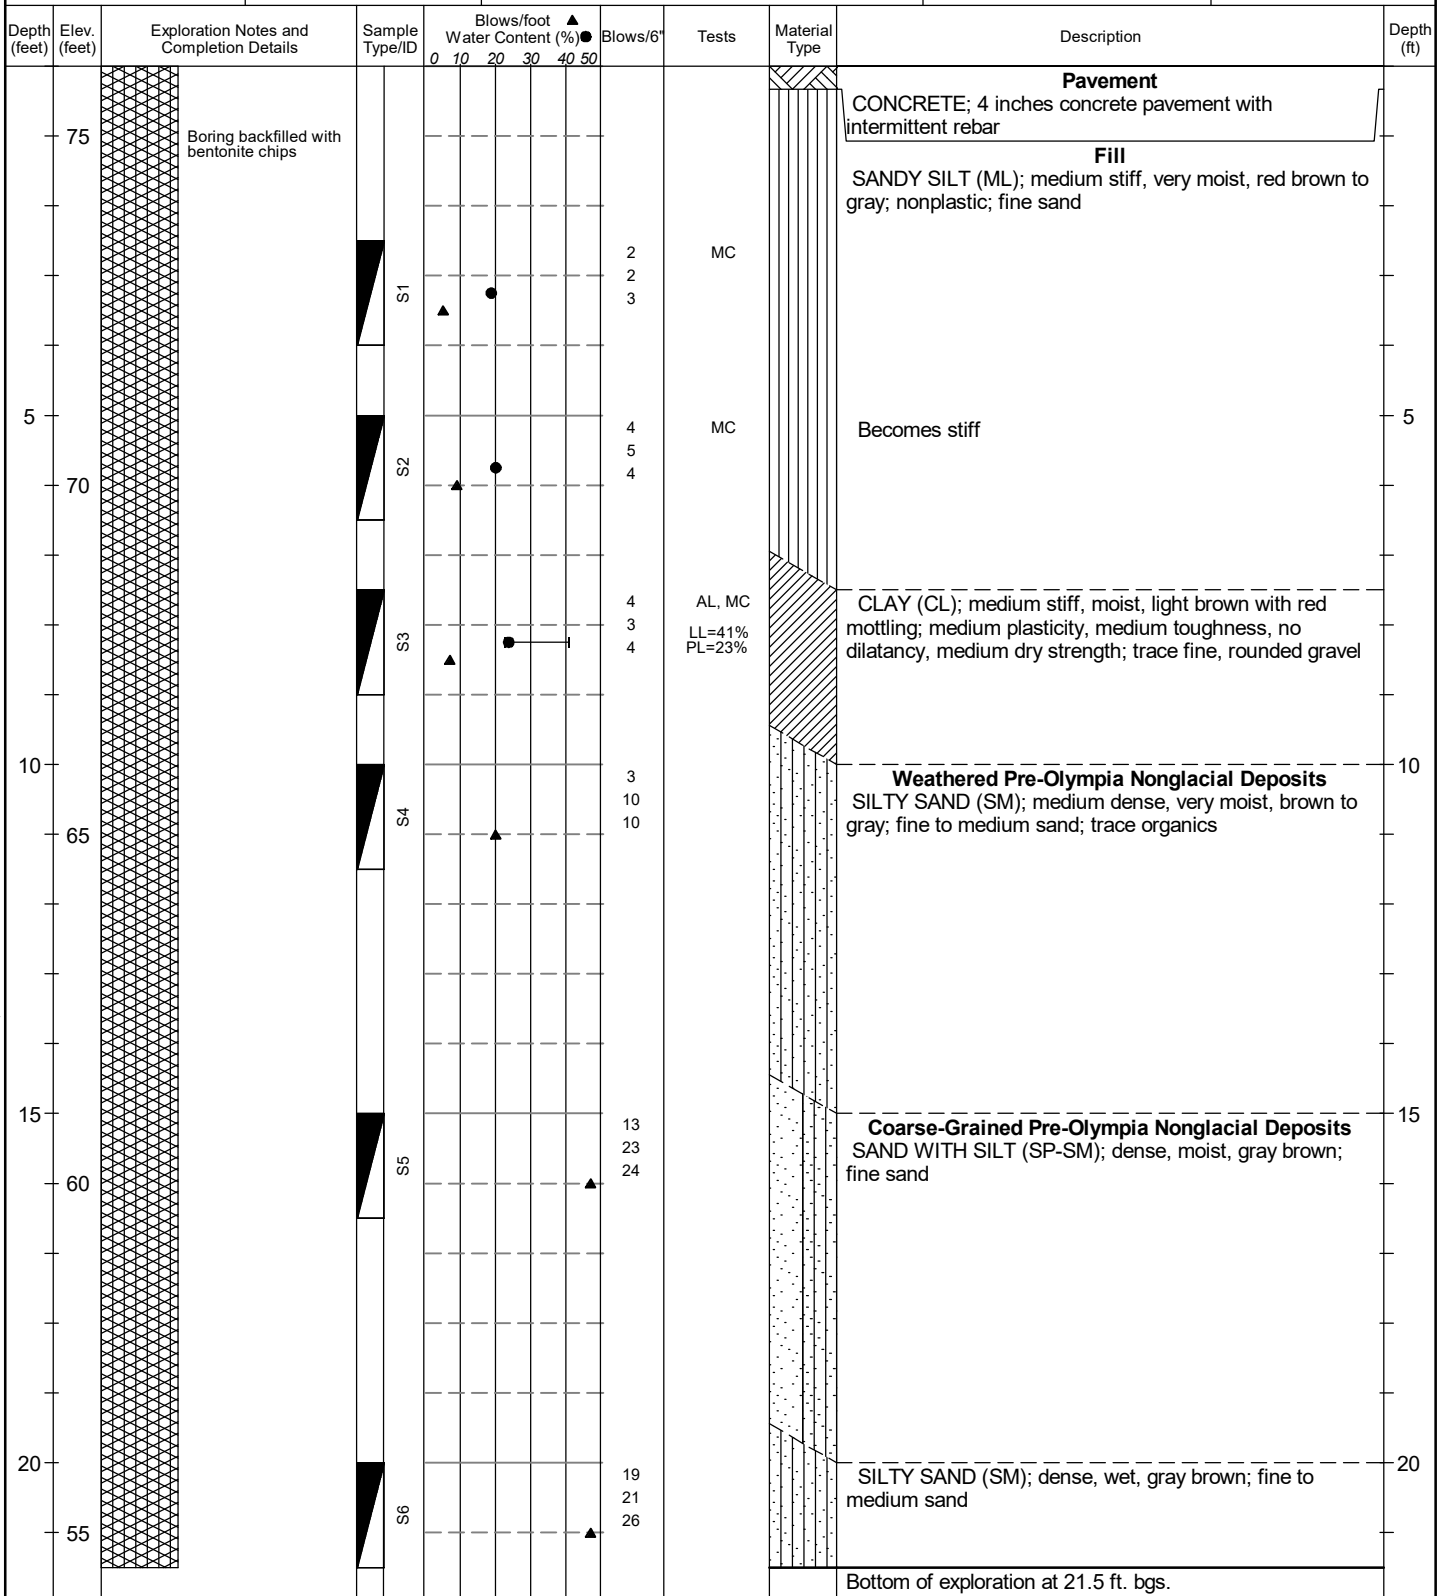 Depth
(feet)
Elev.
(feet)
Exploration Notes and
Completion Details
Sample
Type/ID
Blows/foot
Water Content (%)
0 10 20 30 40 50
Blows/6"
Tests
Material
Type
Description
Depth
(ft)
Pavement
CONCRETE; 4 inches concrete pavement with
intermittent rebar
75
Boring backfilled with
bentonite chips
Fill
SANDY SILT (ML); medium stiff, very moist, red brown to
gray; nonplastic; fine sand
S1
2
2
3
MC
5
S2
4
5
4
MC
Becomes stiff
5
70
S3
4
3
4
AL, MC
LL=41%
PL=23%
CLAY (CL); medium stiff, moist, light brown with red
mottling; medium plasticity, medium toughness, no
dilatancy, medium dry strength; trace fine, rounded gravel
10
S4
3
10
10
Weathered Pre-Olympia Nonglacial Deposits
SILTY SAND (SM); medium dense, very moist, brown to
gray; fine to medium sand; trace organics
10
65
15
S5
13
23
24
Coarse-Grained Pre-Olympia Nonglacial Deposits
SAND WITH SILT (SP-SM); dense, moist, gray brown;
fine sand
15
60
20
S6
19
21
26
SILTY SAND (SM); dense, wet, gray brown; fine to
medium sand
20
55
Bottom of exploration at 21.5 ft. bgs.